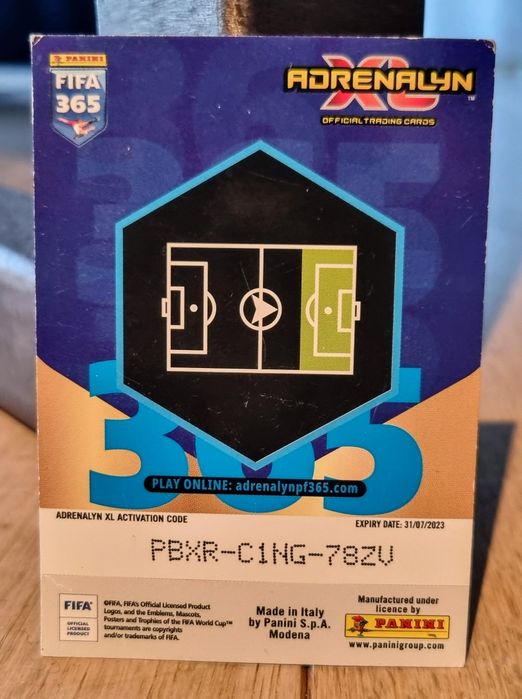 PANINI
FIFA
365
ADRENALYN
XL
™
OFFICIAL TRADING CARDS
365
PLAY ONLINE: adrenalynpf365.com
ADRENALYN XL ACTIVATION CODE
EXPIRY DATE: 31/07/2023
PBXR-C1NG-78ZV
FIFA®
OFFICIAL
LICENSED
PRODUCT
©FIFA, FIFA's Official Licensed Product
Logos, and the Emblems, Mascots,
Posters and Trophies of the FIFA World Cup™
tournaments are copyrights
and/or trademarks of FIFA.
Made in Italy
by Panini S.p.A.
Modena
Manufactured under
licence by
PANINI
www.paninigroup.com